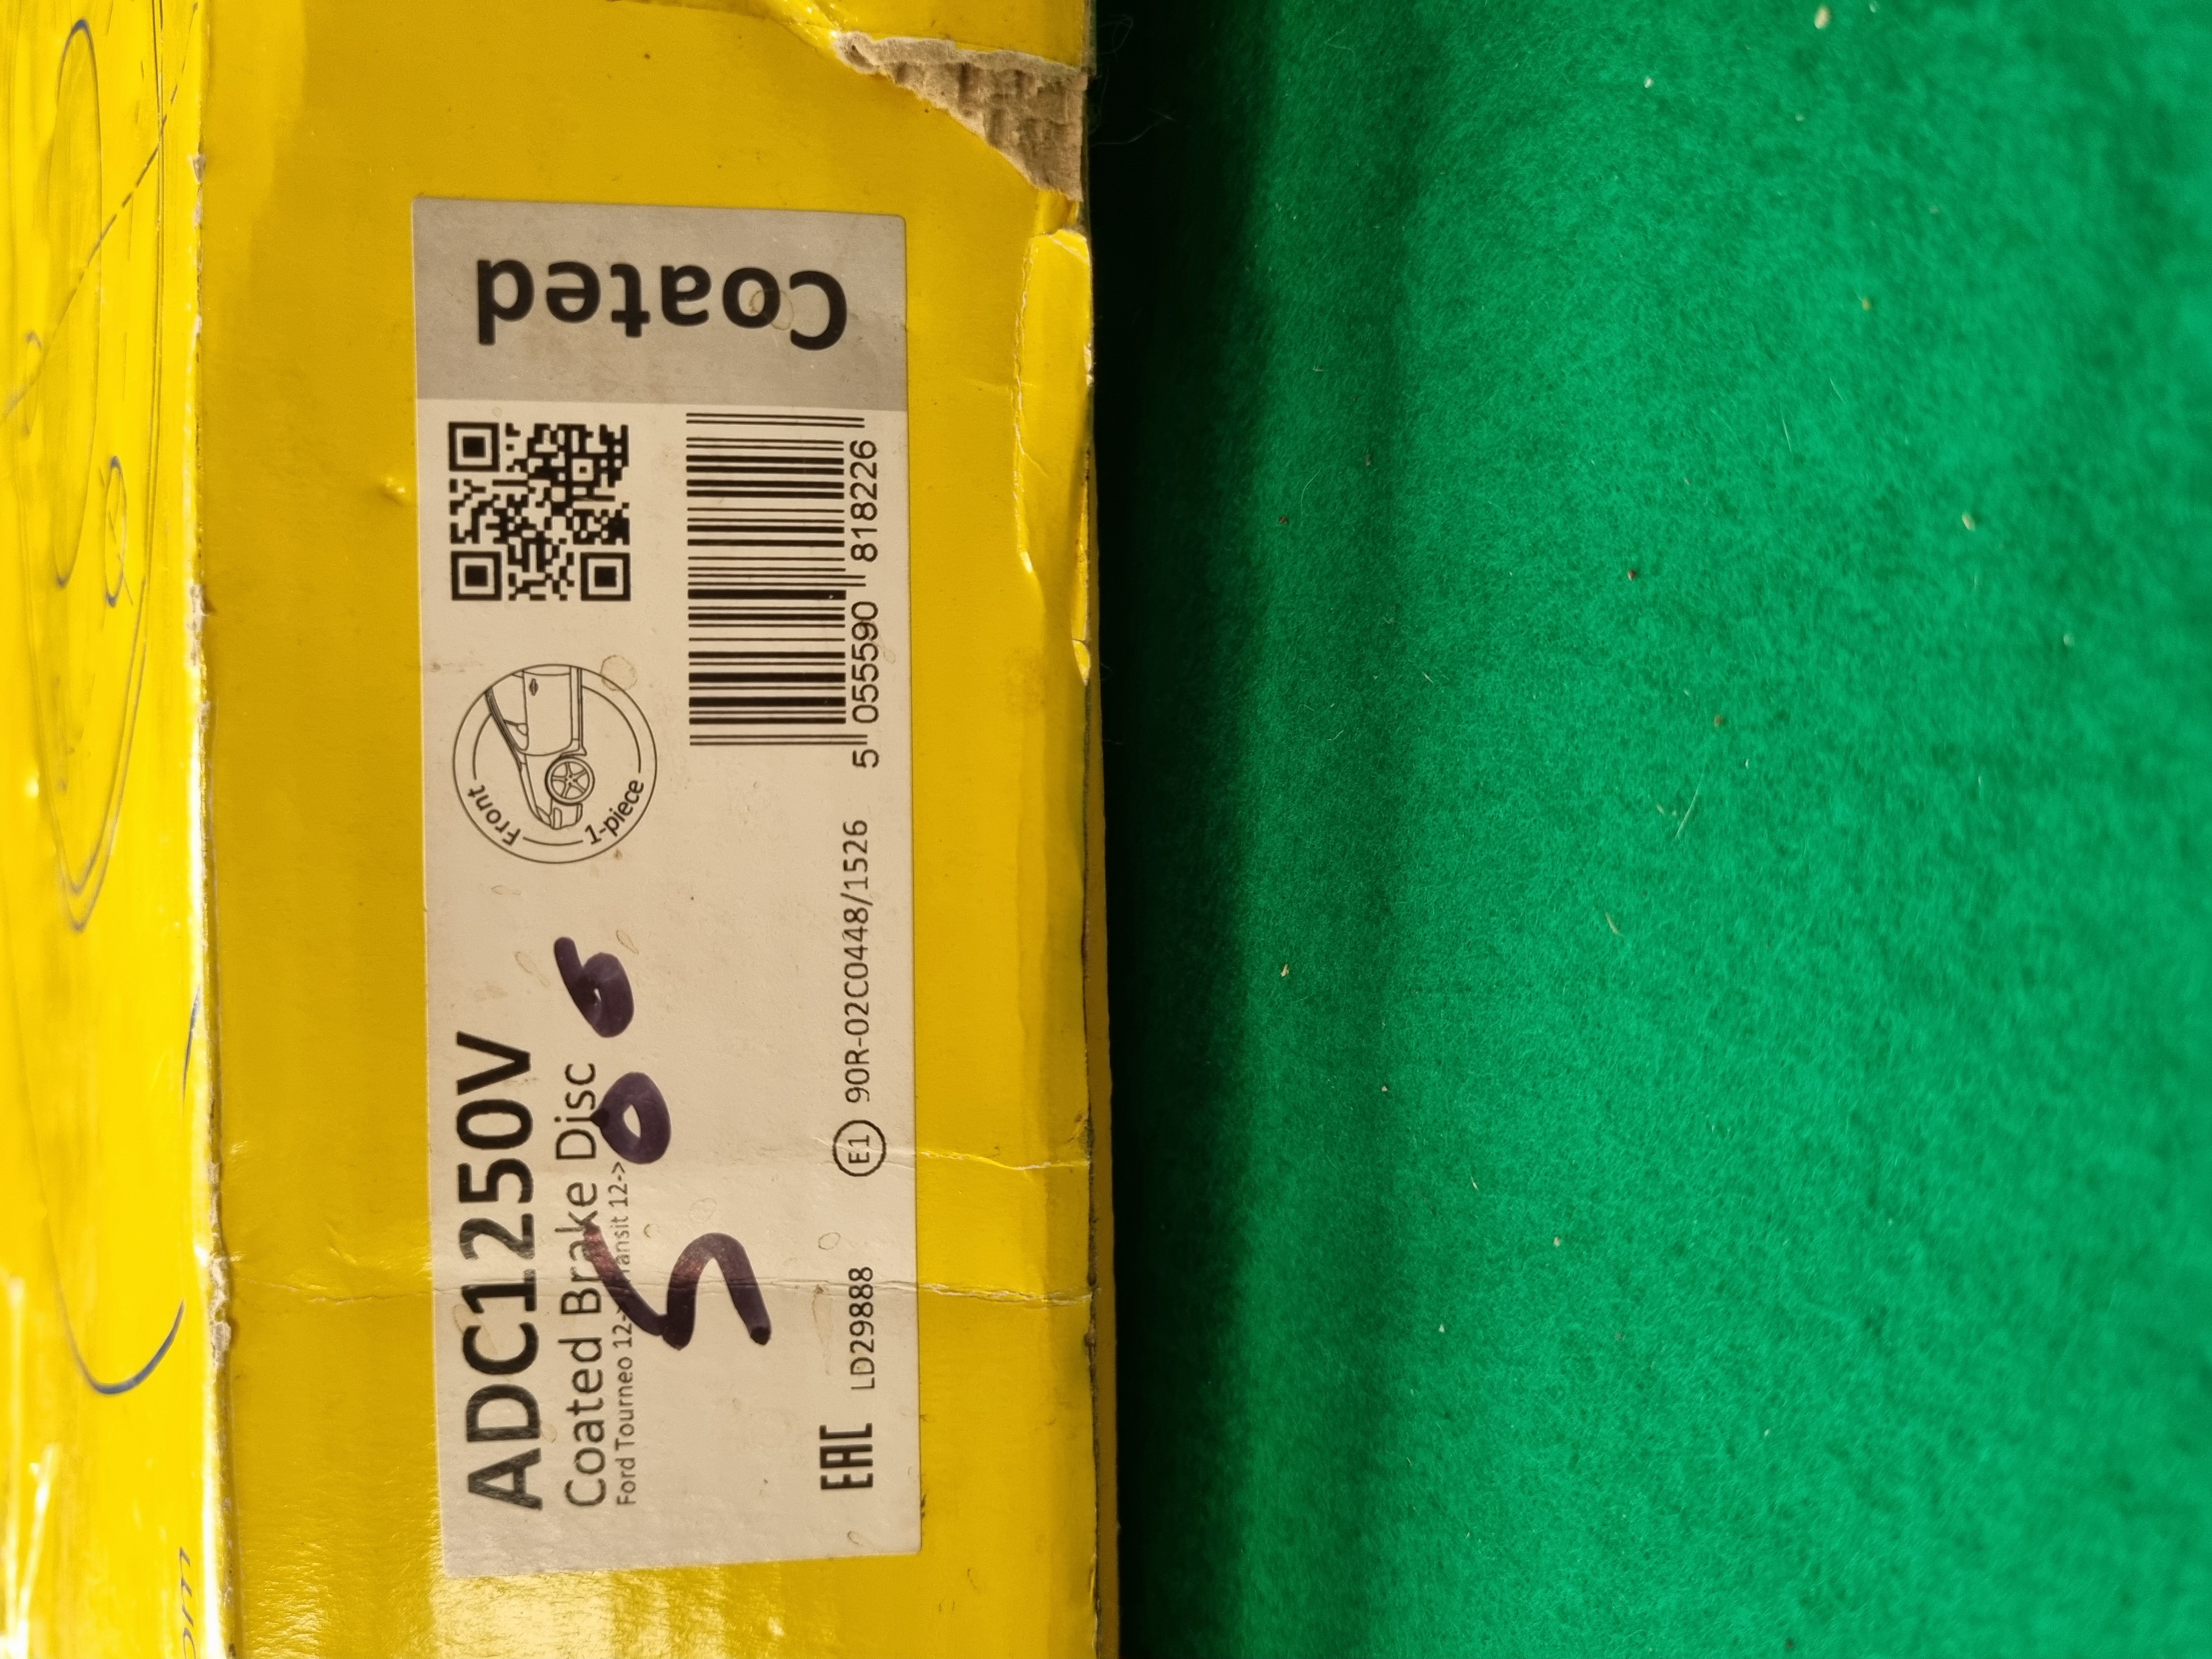 ADC1250V
Coated Brake Disc
Ford Tourneo 12-> Transit 12->
506
Front
1-piece
EAC LD29888 E1 90R-02C0448/1526
5 055590 818226
Coated